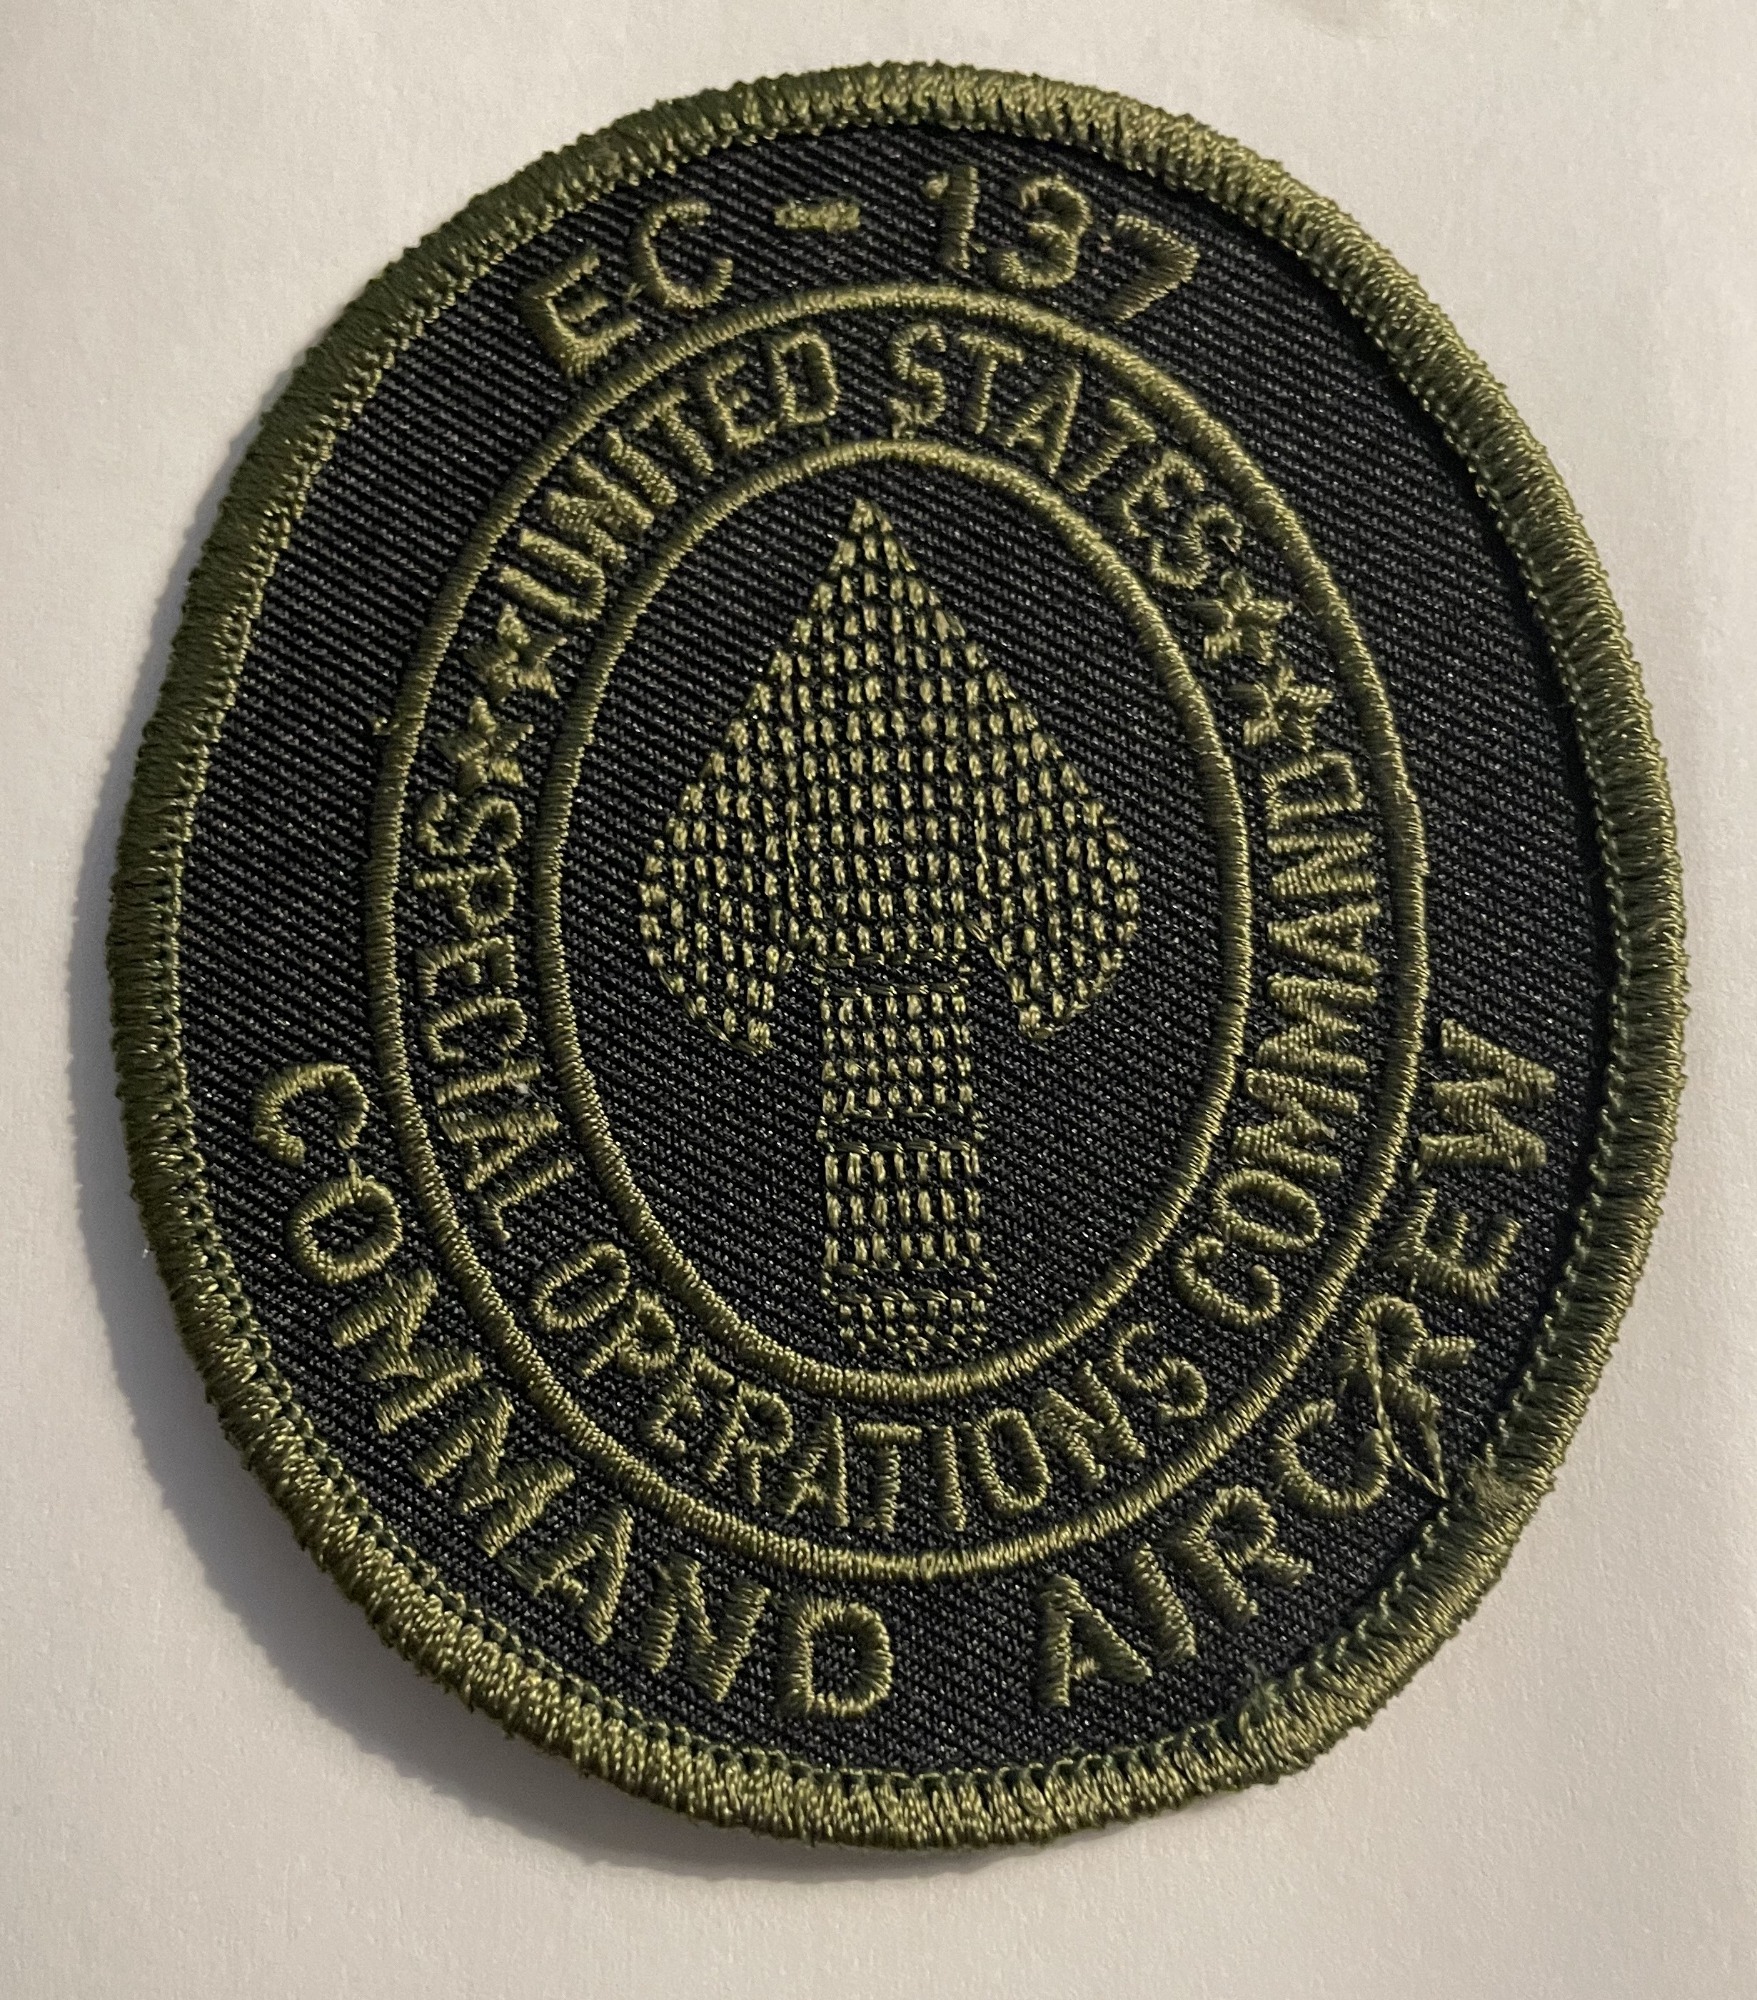 EC-137
UNITED STATES
SPECIAL OPERATIONS COMMAND
COMMAND AIRCREW